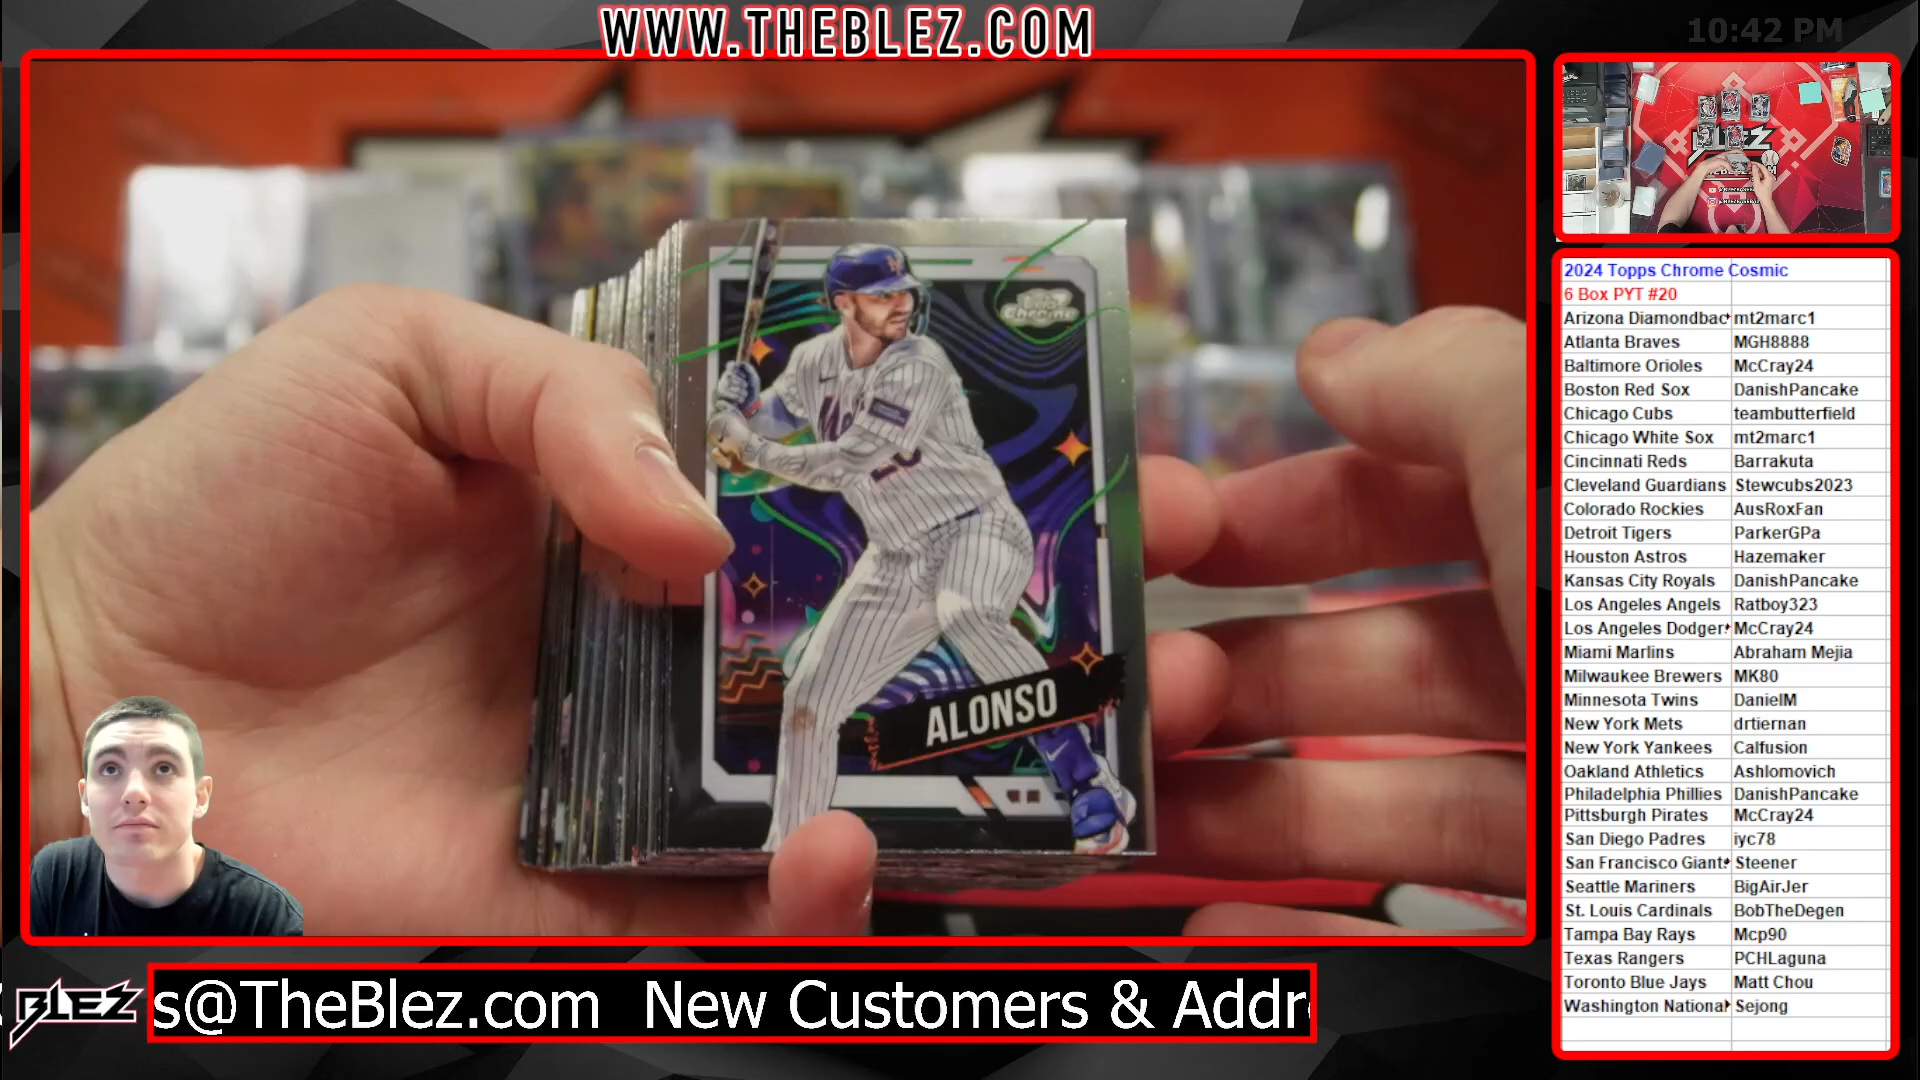 WWW.THEBLEZ.COM
10:42 PM
Topps
Chrome
Mets
20
ALONSO
BLEZ
2024 Topps Chrome Cosmic
6 Box PYT #20
Arizona Diamondbac mt2marc1
Atlanta Braves MGH8888
Baltimore Orioles McCray24
Boston Red Sox DanishPancake
Chicago Cubs teambutterfield
Chicago White Sox mt2marc1
Cincinnati Reds Barrakuta
Cleveland Guardians Stewcubs2023
Colorado Rockies AusRoxFan
Detroit Tigers ParkerGPa
Houston Astros Hazemaker
Kansas City Royals DanishPancake
Los Angeles Angels Ratboy323
Los Angeles Dodger McCray24
Miami Marlins Abraham Mejia
Milwaukee Brewers MK80
Minnesota Twins DanielM
New York Mets drtiernan
New York Yankees Calfusion
Oakland Athletics Ashlomovich
Philadelphia Phillies DanishPancake
Pittsburgh Pirates McCray24
San Diego Padres iyc78
San Francisco Giant Steener
Seattle Mariners BigAirJer
St. Louis Cardinals BobTheDegen
Tampa Bay Rays Mcp90
Texas Rangers PCHLaguna
Toronto Blue Jays Matt Chou
Washington National Sejong
BLEZ
s@TheBlez.com New Customers & Addr